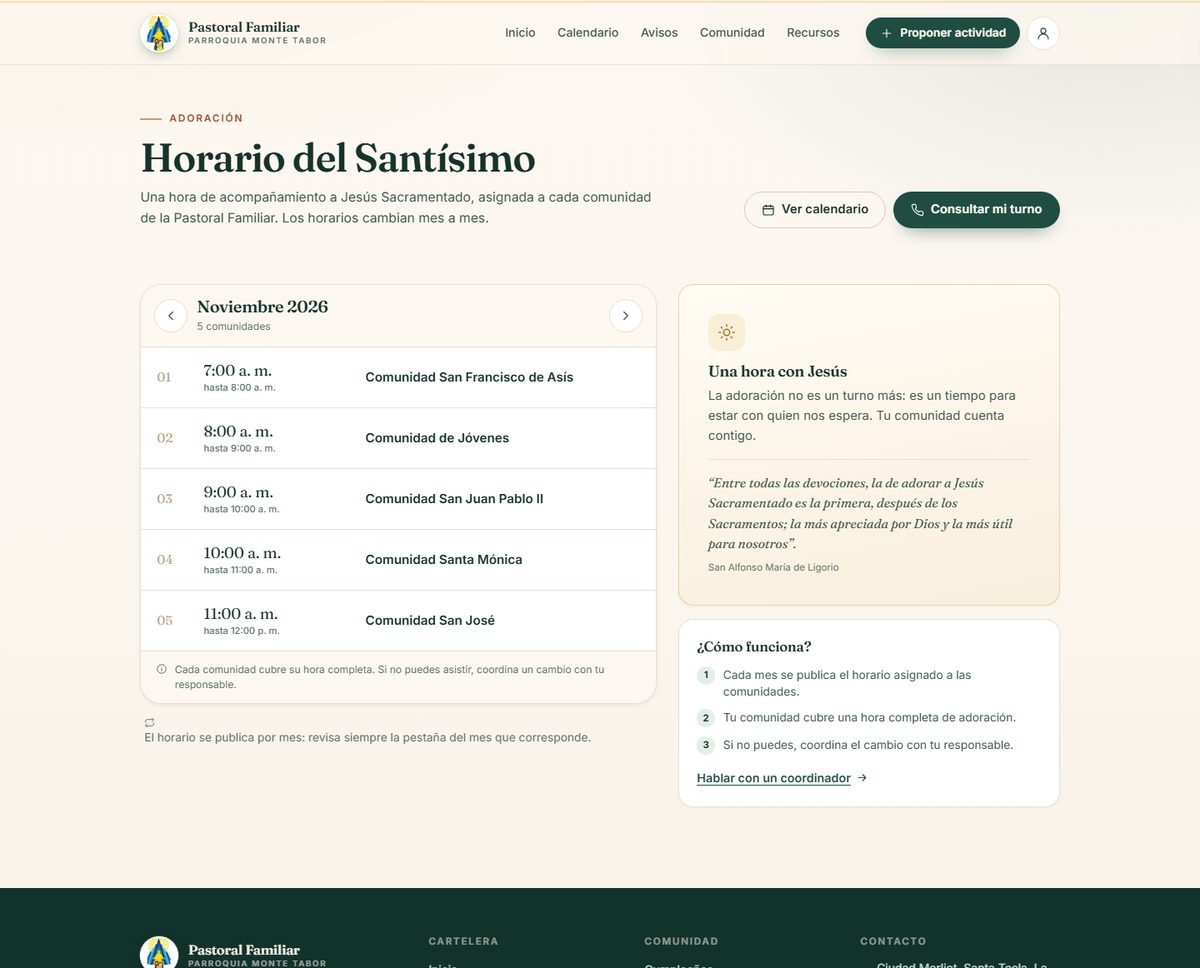 Pastoral Familiar
PARROQUIA MONTE TABOR
Inicio
Calendario
Avisos
Comunidad
Recursos
Proponer actividad
ADORACIÓN
Horario del Santísimo
Una hora de acompañamiento a Jesús Sacramentado, asignada a cada comunidad
de la Pastoral Familiar. Los horarios cambian mes a mes.
Ver calendario
Consultar mi turno
Noviembre 2026
5 comunidades
01
7:00 a. m.
hasta 8:00 a. m.
Comunidad San Francisco de Asís
02
8:00 a. m.
hasta 9:00 a. m.
Comunidad de Jóvenes
03
9:00 a. m.
hasta 10:00 a. m.
Comunidad San Juan Pablo II
04
10:00 a. m.
hasta 11:00 a. m.
Comunidad Santa Mónica
05
11:00 a. m.
hasta 12:00 p. m.
Comunidad San José
Cada comunidad cubre su hora completa. Si no puedes asistir, coordina un cambio con tu
responsable.
El horario se publica por mes: revisa siempre la pestaña del mes que corresponde.
Una hora con Jesús
La adoración no es un turno más: es un tiempo para
estar con quien nos espera. Tu comunidad cuenta
contigo.
“Entre todas las devociones, la de adorar a Jesús
Sacramentado es la primera, después de los
Sacramentos; la más apreciada por Dios y la más útil
para nosotros”.
San Alfonso María de Ligorio
¿Cómo funciona?
1 Cada mes se publica el horario asignado a las
comunidades.
2 Tu comunidad cubre una hora completa de adoración.
3 Si no puedes, coordina el cambio con tu responsable.
Hablar con un coordinador
Pastoral Familiar
PARROQUIA MONTE TABOR
CARTELERA
Inicio
COMUNIDAD
Cumpleaños
CONTACTO
Ciudad Merliot, Santa Tecla, La